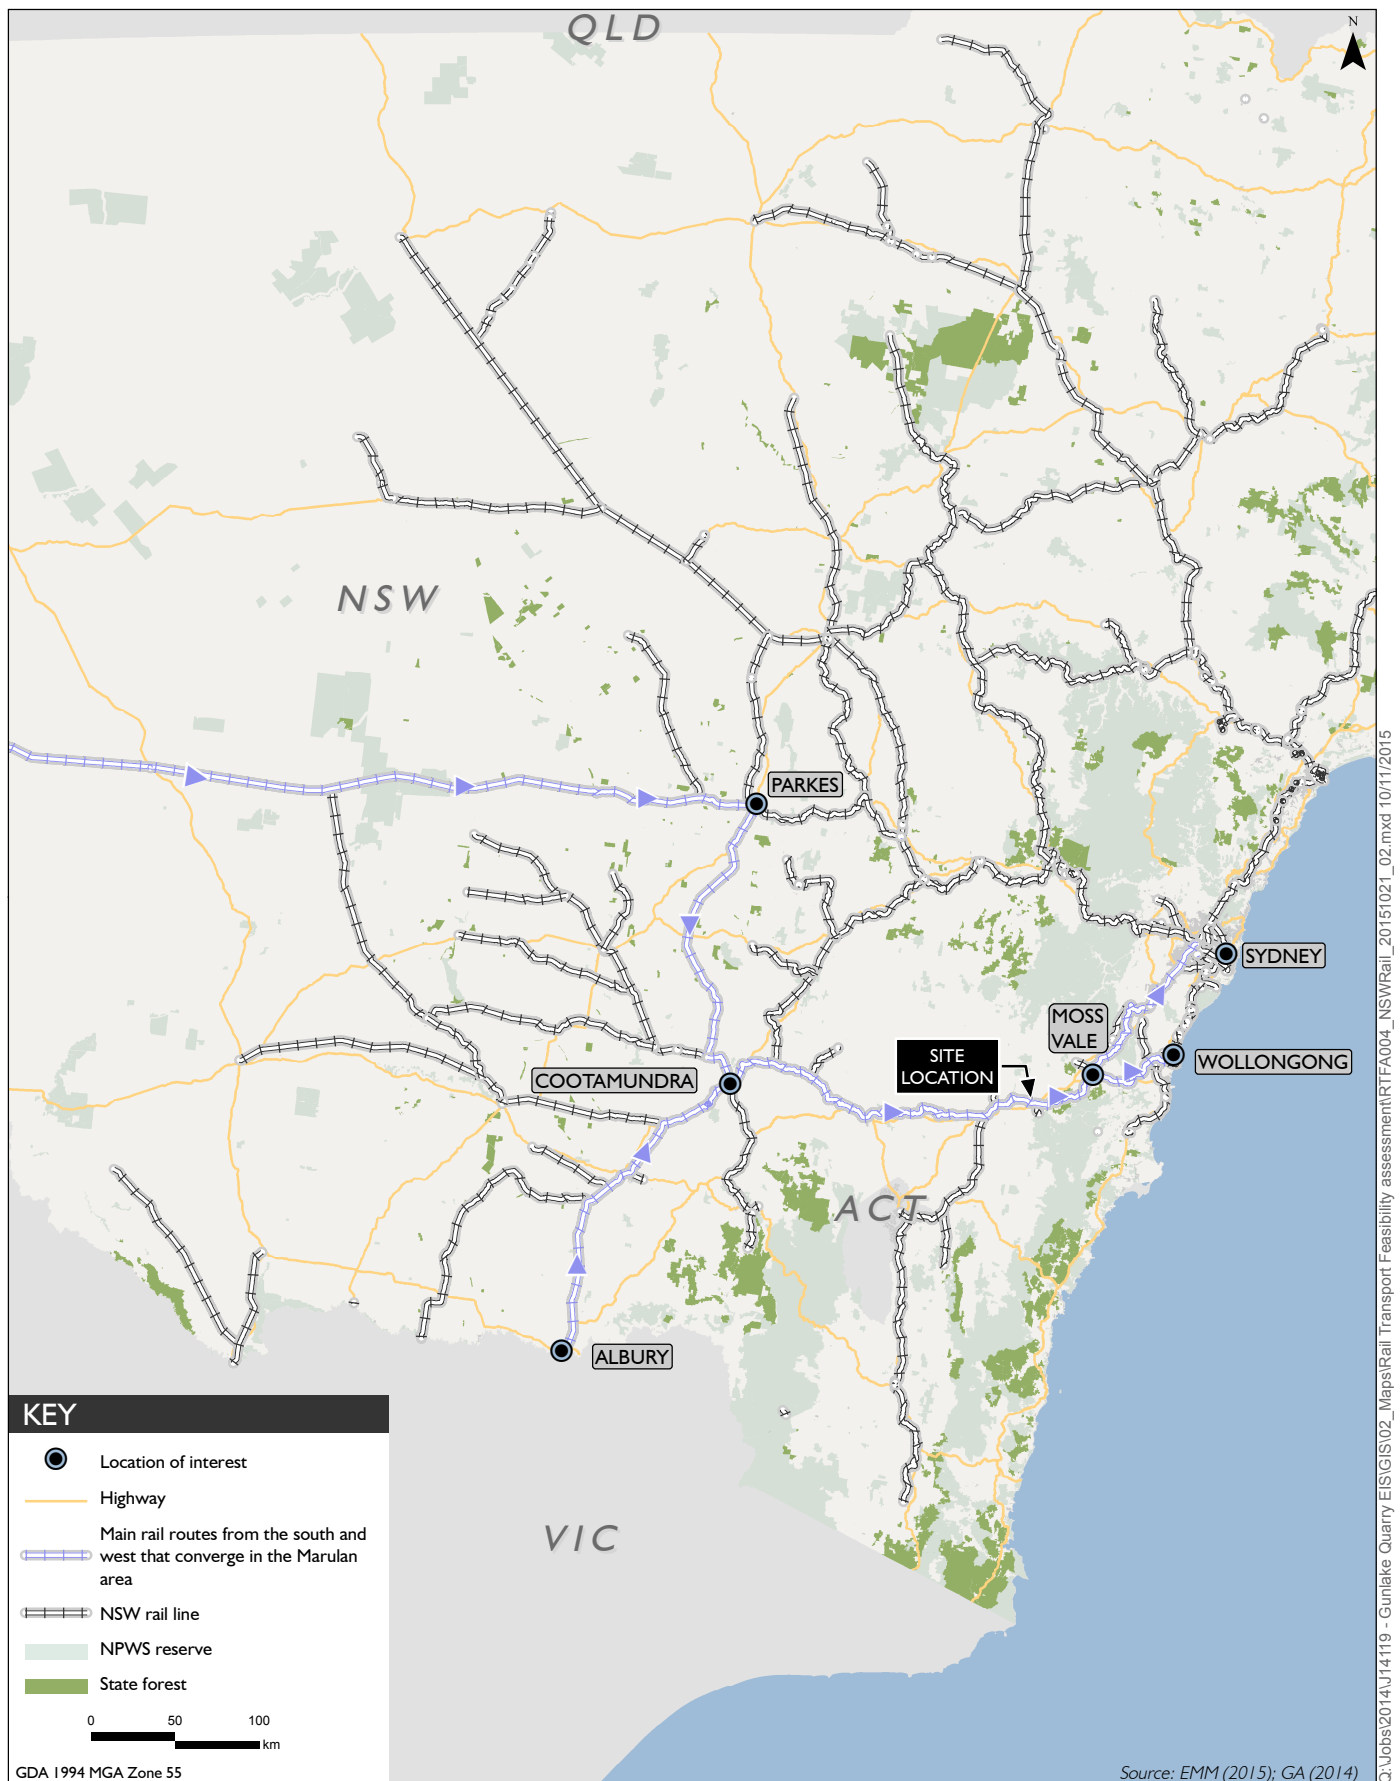 QLD
N
NSW
PARKES
SYDNEY
MOSS
VALE
WOLLONGONG
SITE
LOCATION
COOTAMUNDRA
ACT
ALBURY
VIC
KEY
Location of interest
Highway
Main rail routes from the south and
west that converge in the Marulan
area
NSW rail line
NPWS reserve
State forest
0 50 100
km
GDA 1994 MGA Zone 55
Source: EMM (2015); GA (2014)
Q:\Jobs\2014\J14119 - Gunlake Quarry EIS\GIS\02_Maps\Rail Transport Feasibility assessment\RTFA004_NSWRail_20151021_02.mxd 10/11/2015